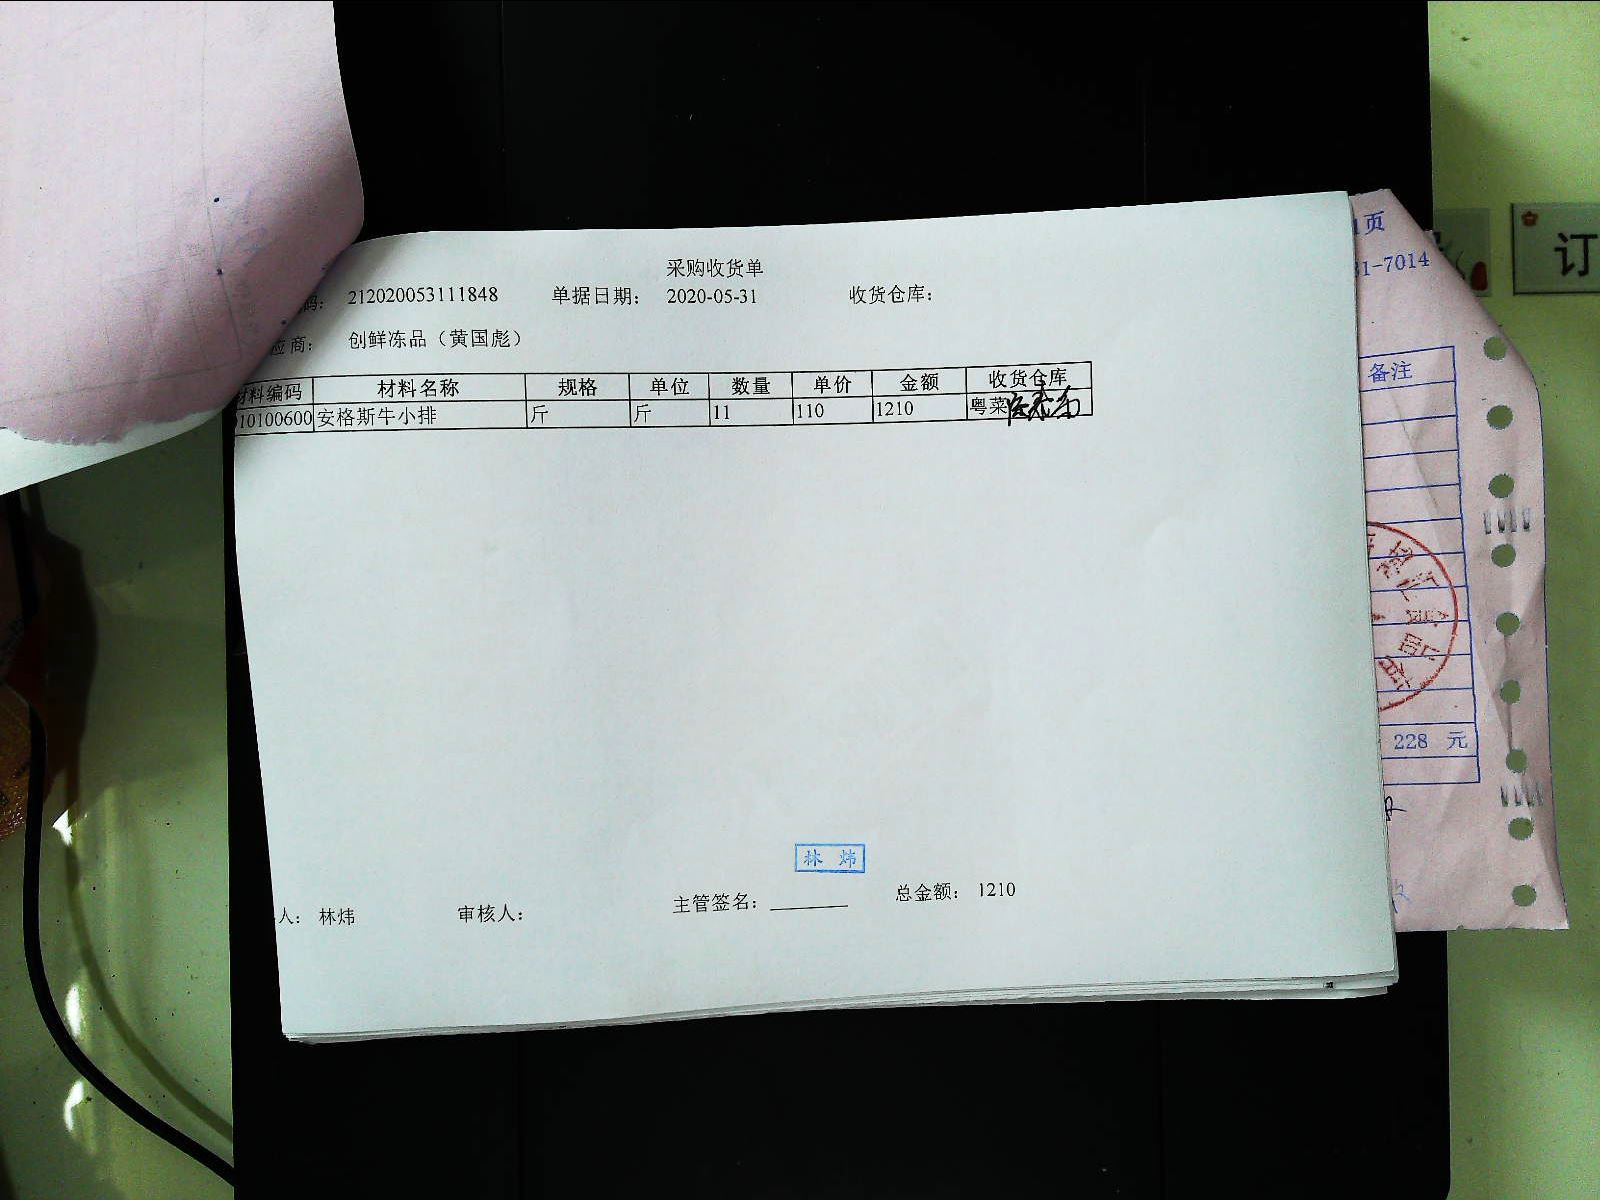 采购收货单
码： 212020053111848 单据日期： 2020-05-31 收货仓库：
应商： 创鲜冻品（黄国彪）
材料编码 材料名称 规格 单位 数量 单价 金额 收货仓库
10100600 安格斯牛小排 斤 斤 11 110 1210 粤菜
林炜
人： 林炜 审核人： 主管签名： 总金额： 1210
1页
31-7014
备注
228 元
订